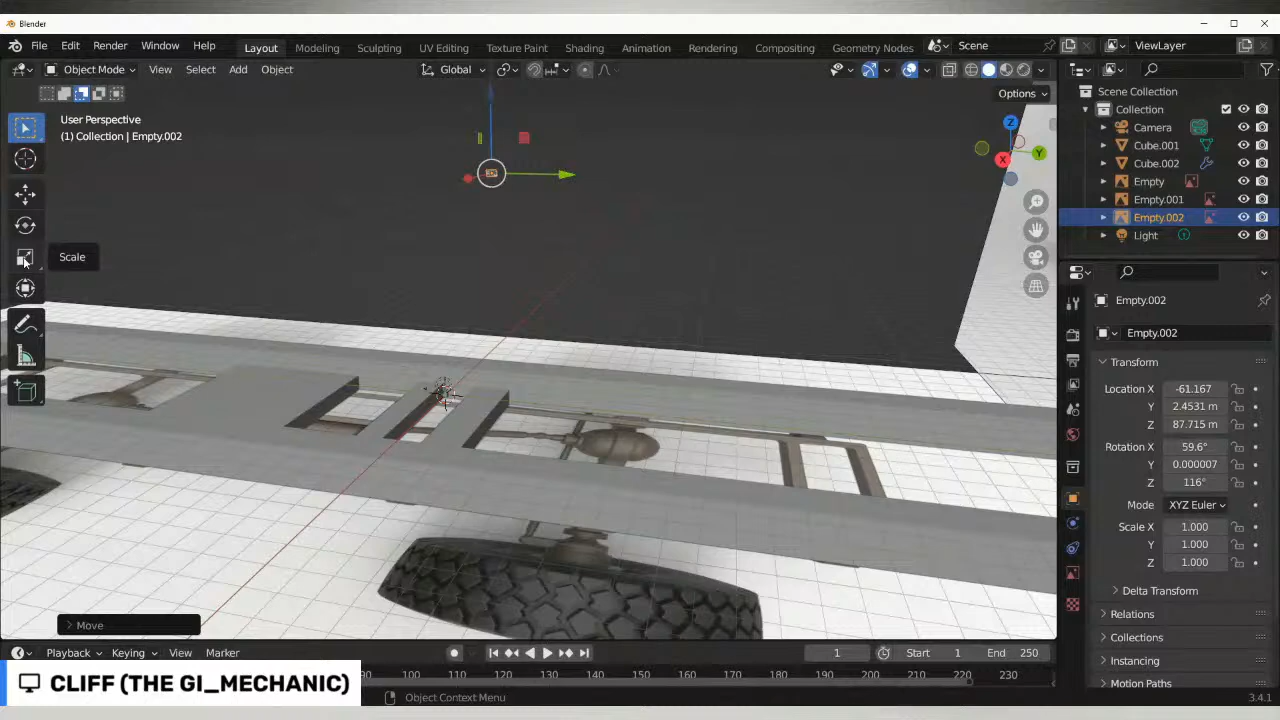 Blender
File Edit Render Window Help
Layout Modeling Sculpting UV Editing Texture Paint Shading Animation Rendering Compositing Geometry Nodes
Scene
ViewLayer
Object Mode View Select Add Object
Global
Options
User Perspective
(1) Collection | Empty.002
Scale
Z
Y
X
Scene Collection
Collection
Camera
Cube.001
Cube.002
Empty
Empty.001
Empty.002
Light
Empty.002
Empty.002
Transform
Location X -61.167
Y 2.4531 m
Z 87.715 m
Rotation X 59.6°
Y 0.000007
Z 116°
Mode XYZ Euler
Scale X 1.000
Y 1.000
Z 1.000
Delta Transform
Relations
Collections
Instancing
Motion Paths
Move
Playback Keying View Marker
1
Start 1 End 250
90 100 110 120 130 140 150 160 170 180 190 200 210 220 230
CLIFF (THE GI_MECHANIC)
Object Context Menu
3.4.1